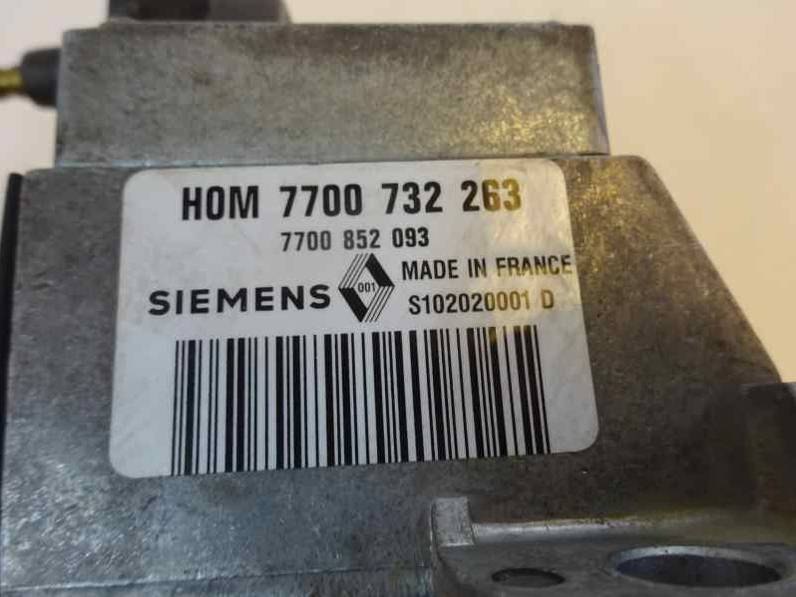 HOM 7700 732 263
7700 852 093
SIEMENS 001 MADE IN FRANCE
S102020001 D